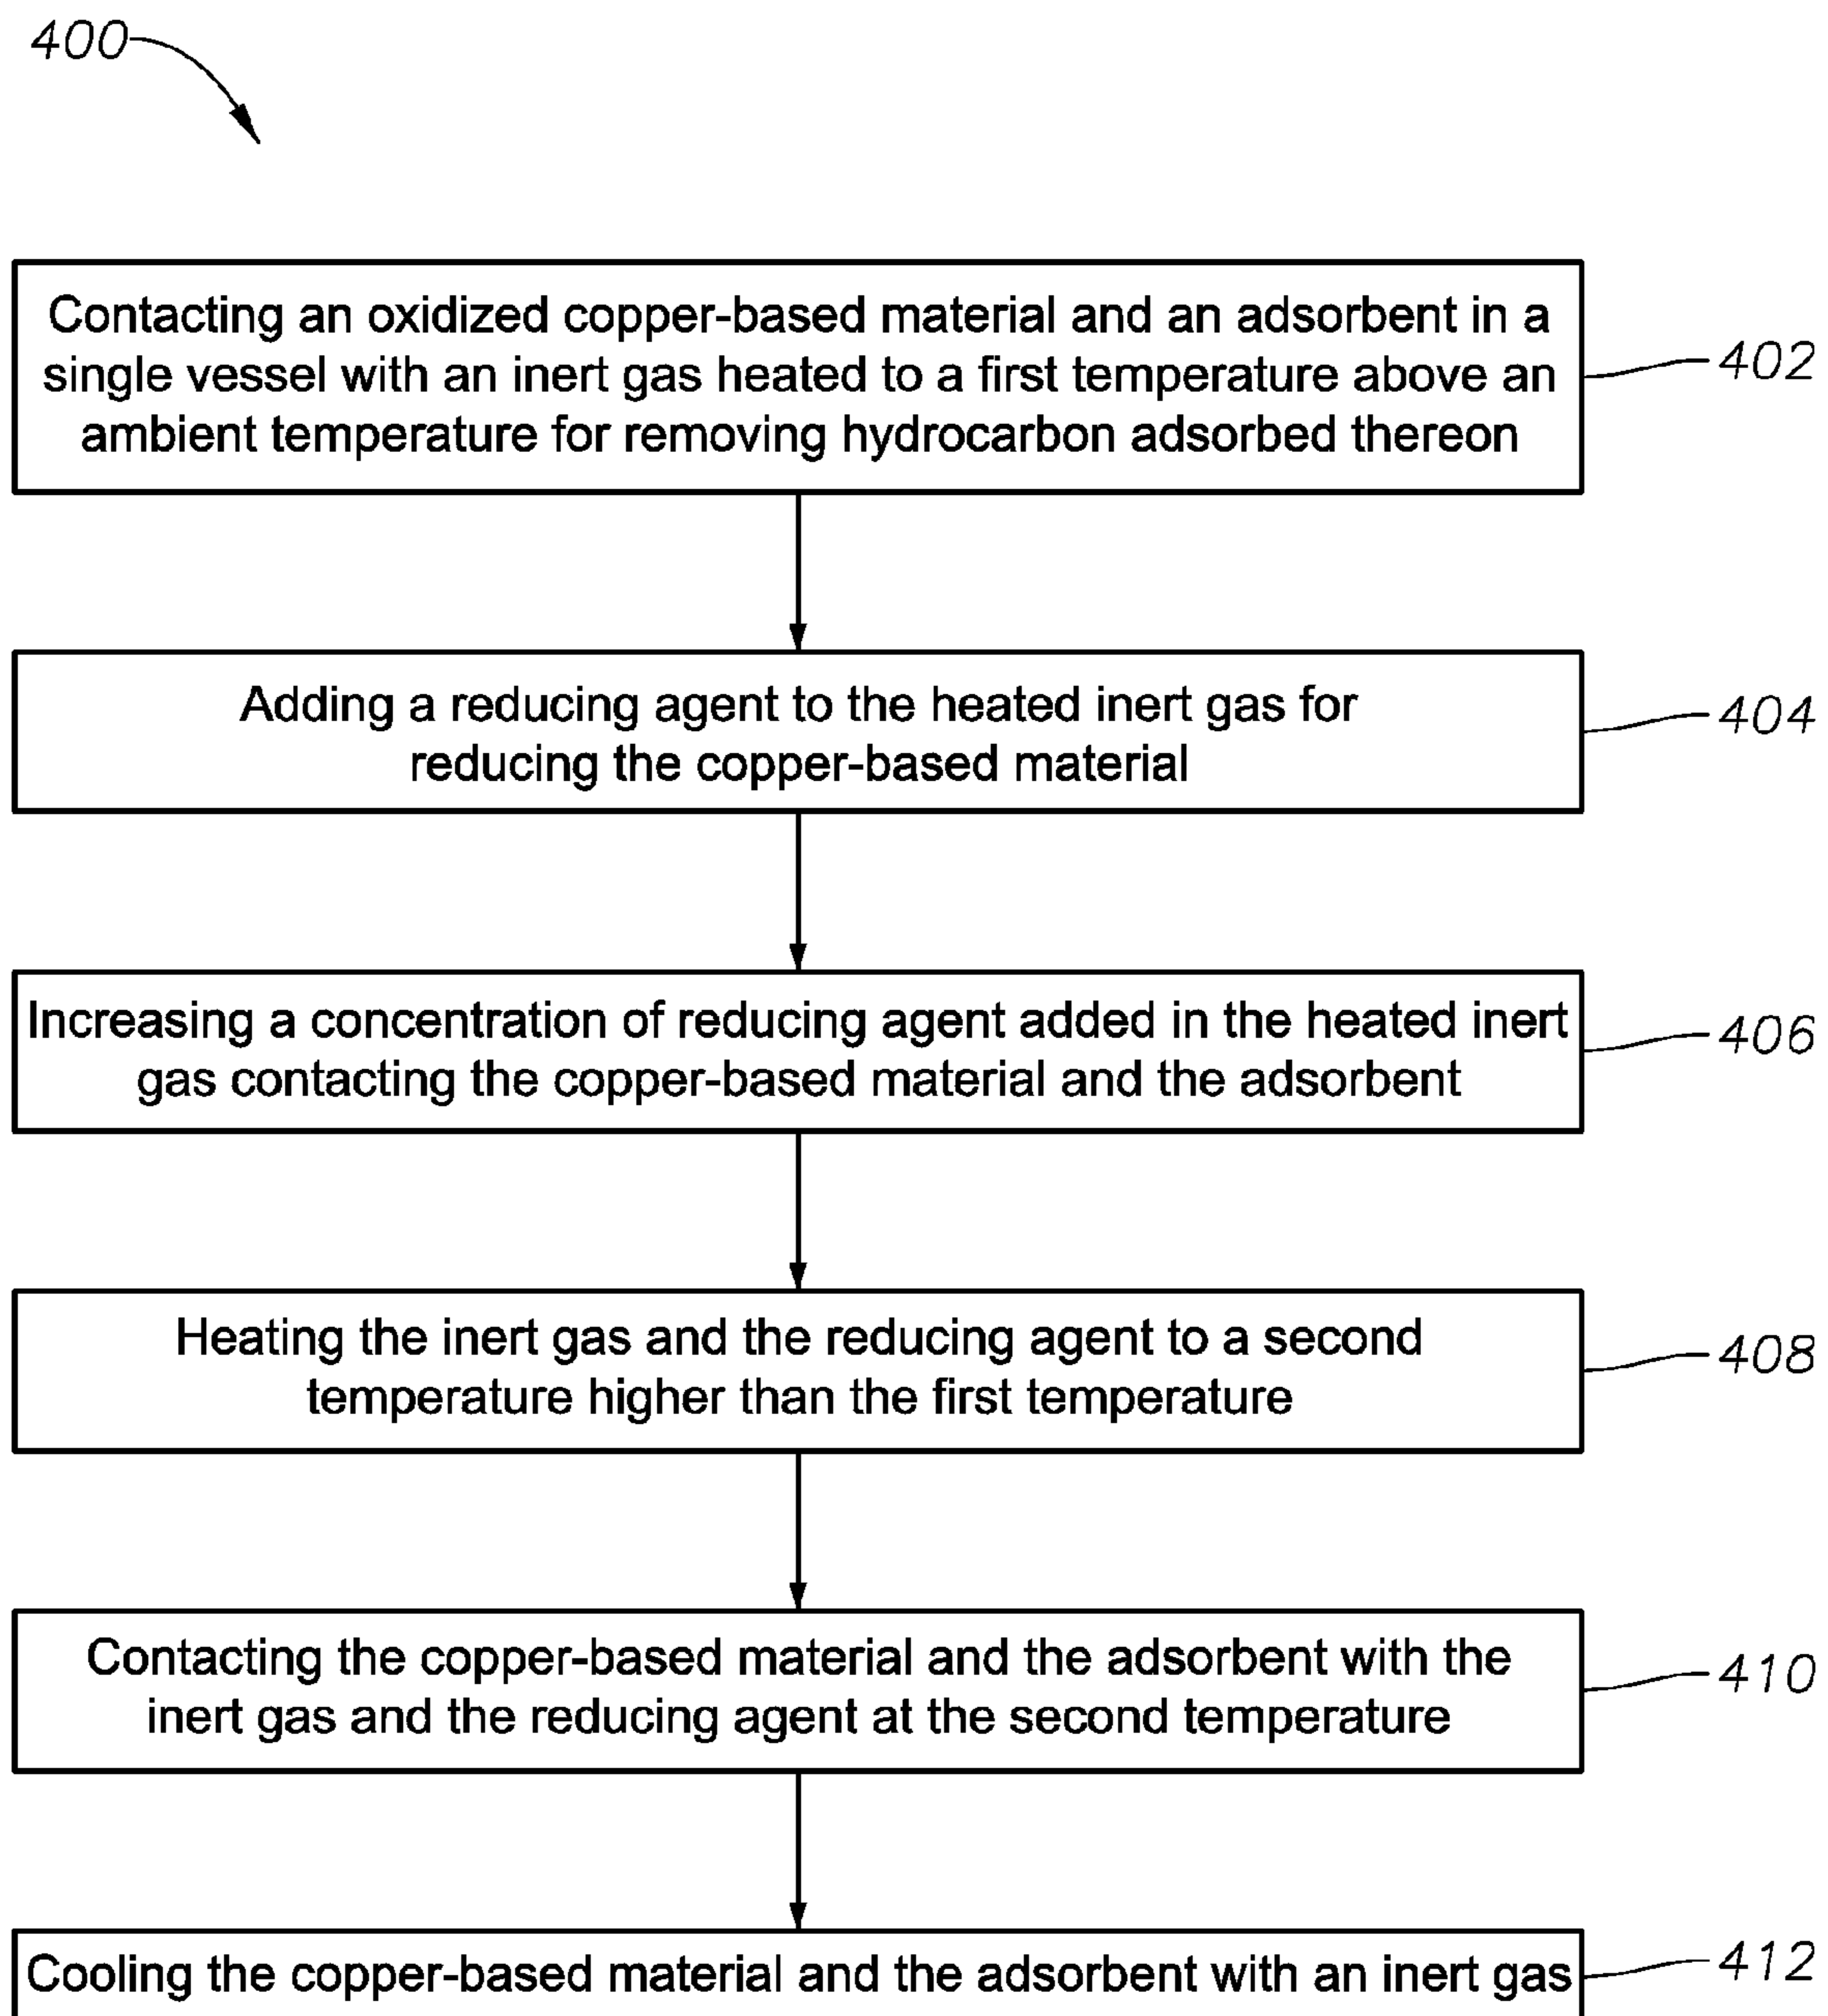 400
Contacting an oxidized copper-based material and an adsorbent in a
single vessel with an inert gas heated to a first temperature above an
ambient temperature for removing hydrocarbon adsorbed thereon
402
Adding a reducing agent to the heated inert gas for
reducing the copper-based material
404
Increasing a concentration of reducing agent added in the heated inert
gas contacting the copper-based material and the adsorbent
406
Heating the inert gas and the reducing agent to a second
temperature higher than the first temperature
408
Contacting the copper-based material and the adsorbent with the
inert gas and the reducing agent at the second temperature
410
Cooling the copper-based material and the adsorbent with an inert gas
412